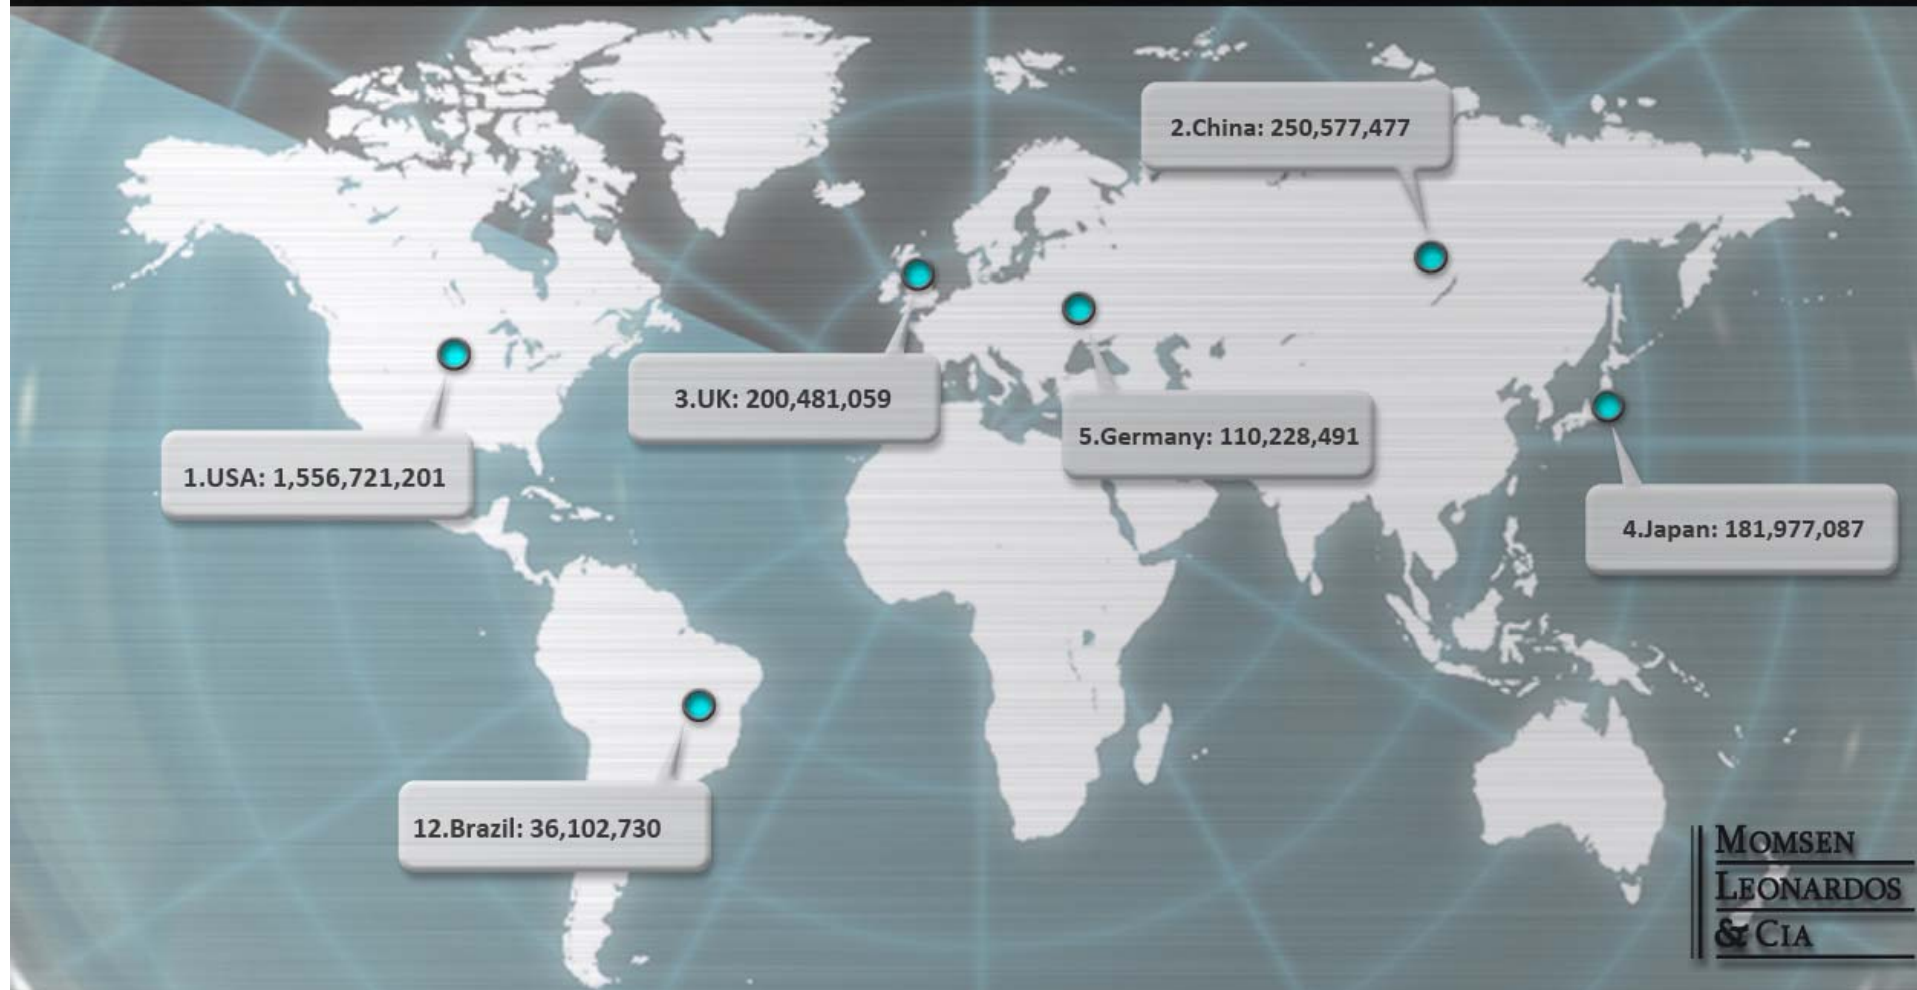 2.China: 250,577,477
3.UK: 200,481,059
5.Germany: 110,228,491
1.USA: 1,556,721,201
4.Japan: 181,977,087
12.Brazil: 36,102,730
MOMSEN
LEONARDOS
& CIA